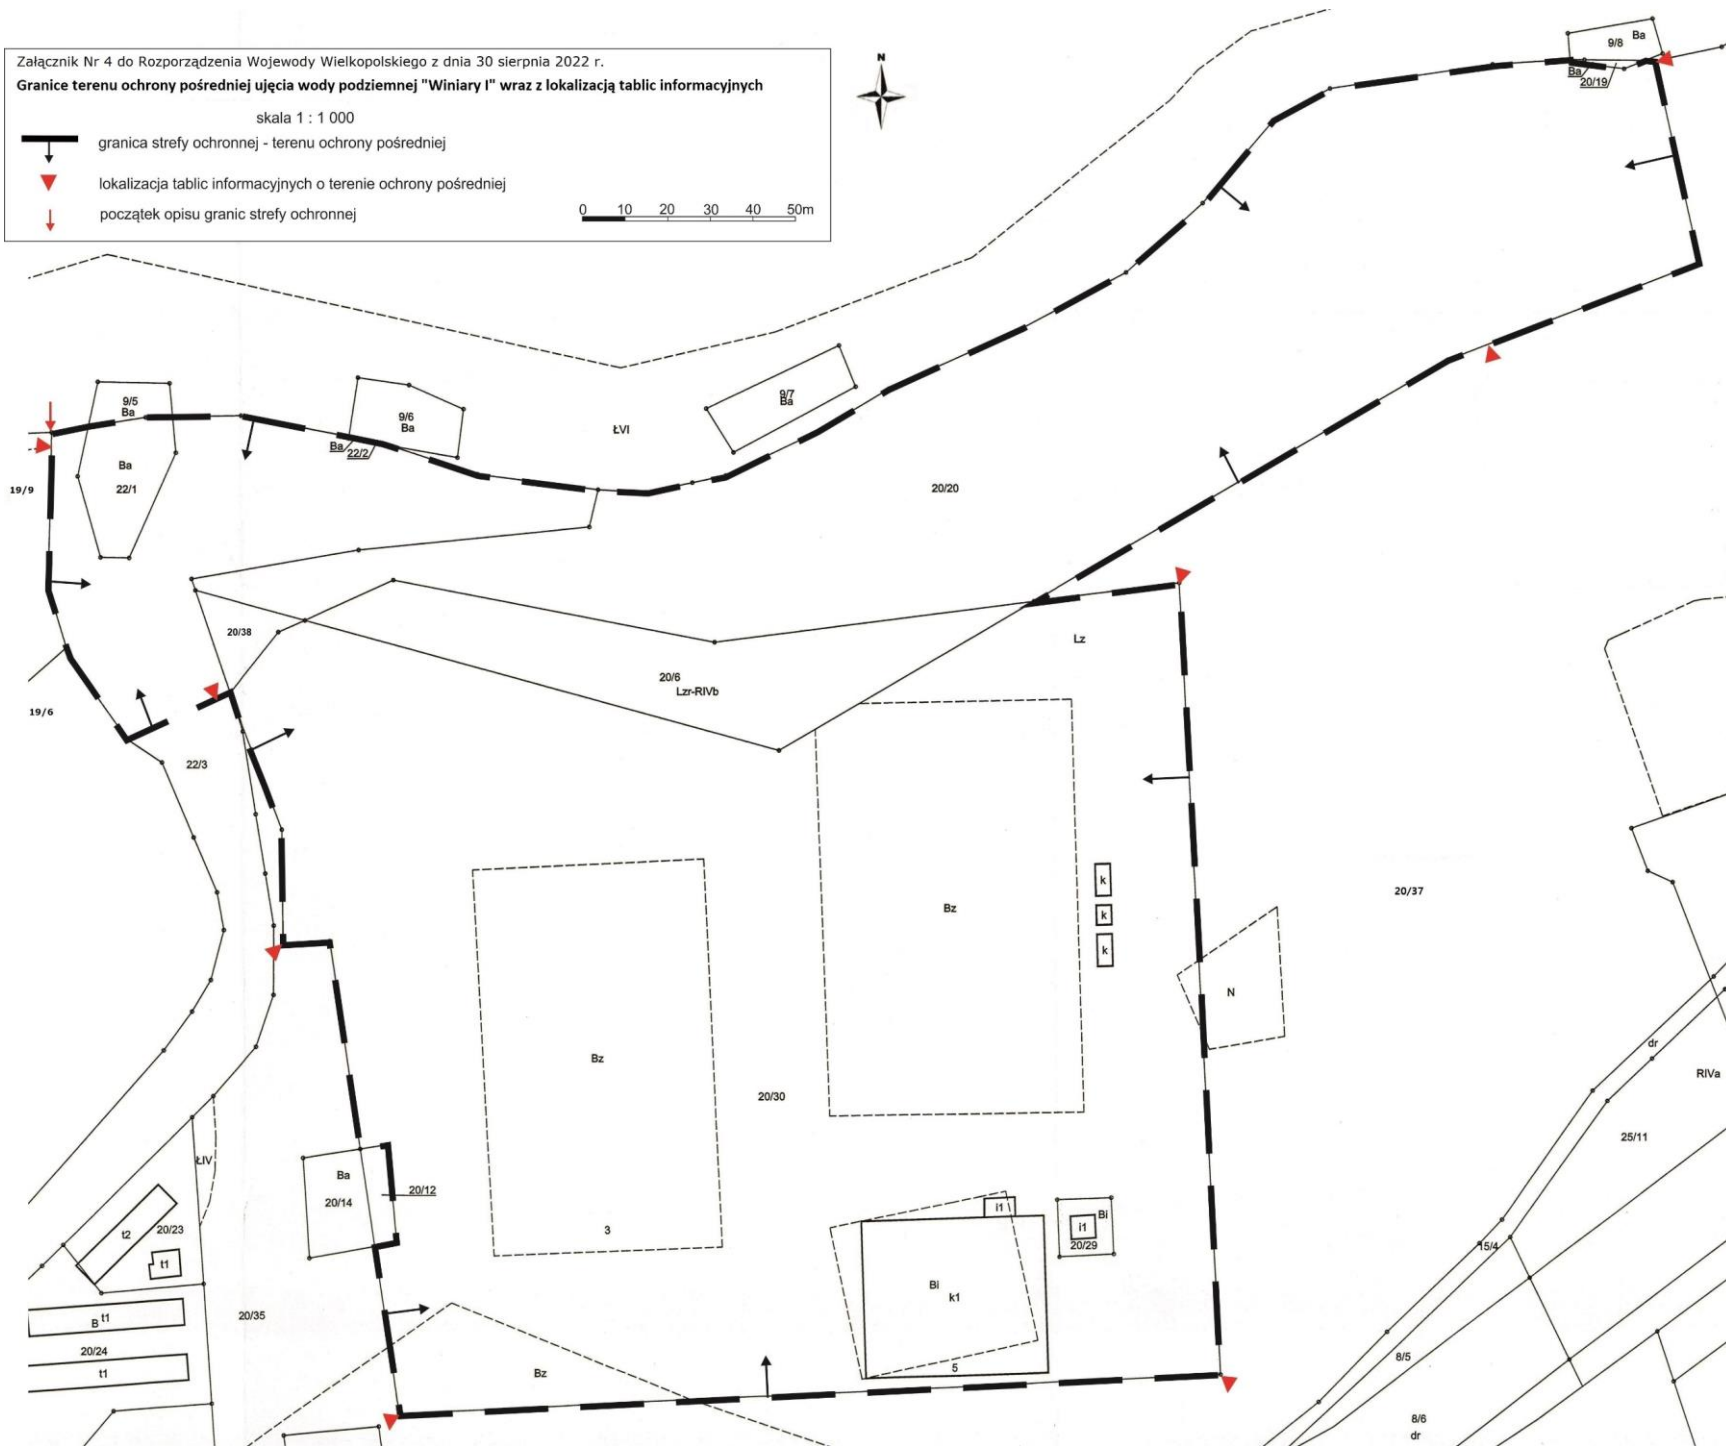 Załącznik Nr 4 do Rozporządzenia Wojewody Wielkopolskiego z dnia 30 sierpnia 2022 r.
Granice terenu ochrony pośredniej ujęcia wody podziemnej "Winiary I" wraz z lokalizacją tablic informacyjnych
skala 1 : 1 000
granica strefy ochronnej - terenu ochrony pośredniej
lokalizacja tablic informacyjnych o terenie ochrony pośredniej
początek opisu granic strefy ochronnej
0 10 20 30 40 50m
N
9/8
Ba
Ba
20/19
9/5
Ba
9/6
Ba
Ba
22/2
9/7
Ba
ŁVI
Ba
22/1
19/9
20/20
20/38
Lz
20/6
Lzr-RIVb
19/6
22/3
k
k
k
Bz
20/37
N
Bz
20/30
dr
RIVa
25/11
ŁIV
Ba
20/14
20/12
t2
20/23
t1
3
i1
i1
Bi
20/29
15/4
Bi
k1
5
B
t1
20/35
20/24
t1
Bz
8/5
8/6
dr